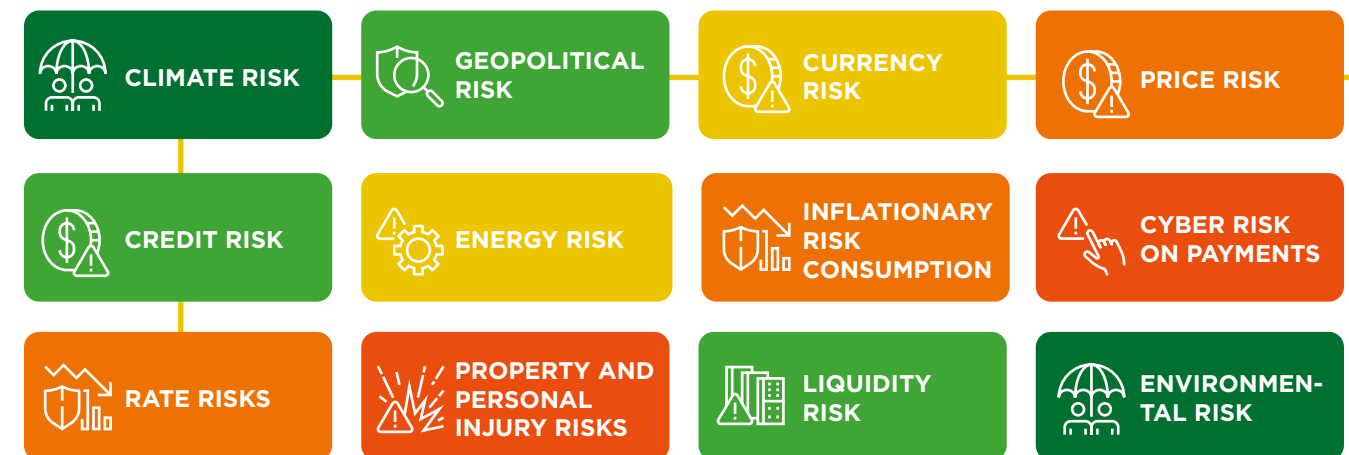 CLIMATE RISK
GEOPOLITICAL
RISK
CURRENCY
RISK
PRICE RISK
CREDIT RISK
ENERGY RISK
INFLATIONARY
RISK
CONSUMPTION
CYBER RISK
ON PAYMENTS
RATE RISKS
PROPERTY AND
PERSONAL
INJURY RISKS
LIQUIDITY
RISK
ENVIRONMEN-
TAL RISK